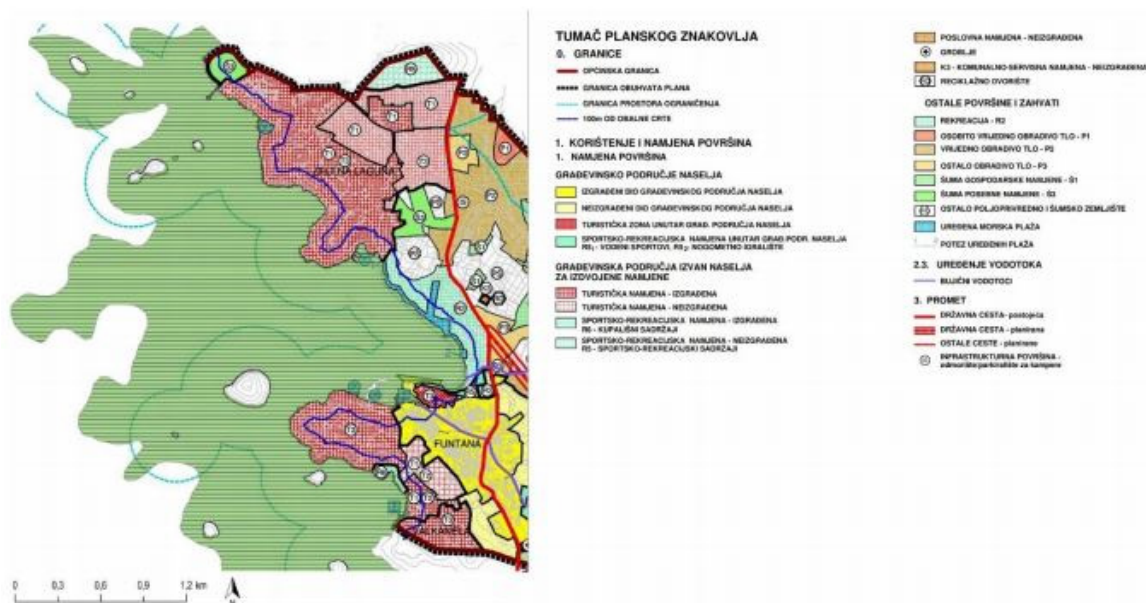 FUNTANA
0 0,3 0,6 0,9 1,2 km
TUMAČ PLANSKOG ZNAKOVLJA
0. GRANICE
OPĆINSKA GRANICA
GRANICA OBUHVATA PLANA
GRANICA PROSTORA OGRANIČENJA
100m OD OBALNE CRTE
1. KORIŠTENJE I NAMJENA POVRŠINA
1. NAMJENA POVRŠINA
GRAĐEVINSKO PODRUČJE NASELJA
IZGRAĐENI DIO GRAĐEVINSKOG PODRUČJA NASELJA
NEIZGRAĐENI DIO GRAĐEVINSKOG PODRUČJA NASELJA
TURISTIČKA ZONA UNUTAR GRAĐ. PODRUČJA NASELJA
SPORTSKO-REKREACIJSKA NAMJENA UNUTAR GRAĐ. PODR. NASELJA
VODENI SPORTOVI, NOGOMETNO IGRALIŠTE
GRAĐEVINSKA PODRUČJA IZVAN NASELJA
ZA IZDVOJENE NAMJENE
TURISTIČKA NAMJENA - IZGRAĐENA
TURISTIČKA NAMJENA - NEIZGRAĐENA
SPORTSKO-REKREACIJSKA NAMJENA - IZGRAĐENA
R6 - KUPALIŠNI SADRŽAJI
SPORTSKO-REKREACIJSKA NAMJENA - NEIZGRAĐENA
R5 - SPORTSKO-REKREACIJSKI SADRŽAJI
POSLOVNA NAMJENA - NEIZGRAĐENA
GROBLJE
K3 - KOMUNALNO-SERVISNA NAMJENA - NEIZGRAĐENA
RECIKLAŽNO DVORIŠTE
OSTALE POVRŠINE I ZAHVATI
REKREACIJA - R2
OSOBITO VRIJEDNO OBRADIVO TLO - P1
VRIJEDNO OBRADIVO TLO - P2
OSTALO OBRADIVO TLO - P3
ŠUMA GOSPODARSKE NAMJENE - Š1
ŠUMA POSEBNE NAMJENE - Š3
OSTALO POLJOPRIVREDNO I ŠUMSKO ZEMLJIŠTE
UREĐENA MORSKA PLAŽA
POTEZ UREĐENIH PLAŽA
2.3. UREĐENJE VODOTOKA
BUJIČNI VODOTOCI
3. PROMET
DRŽAVNA CESTA - postojeća
DRŽAVNA CESTA - planirana
OSTALE CESTE - planirane
INFRASTRUKTURNA POVRŠINA -
odmorište/parkiralište za kampere